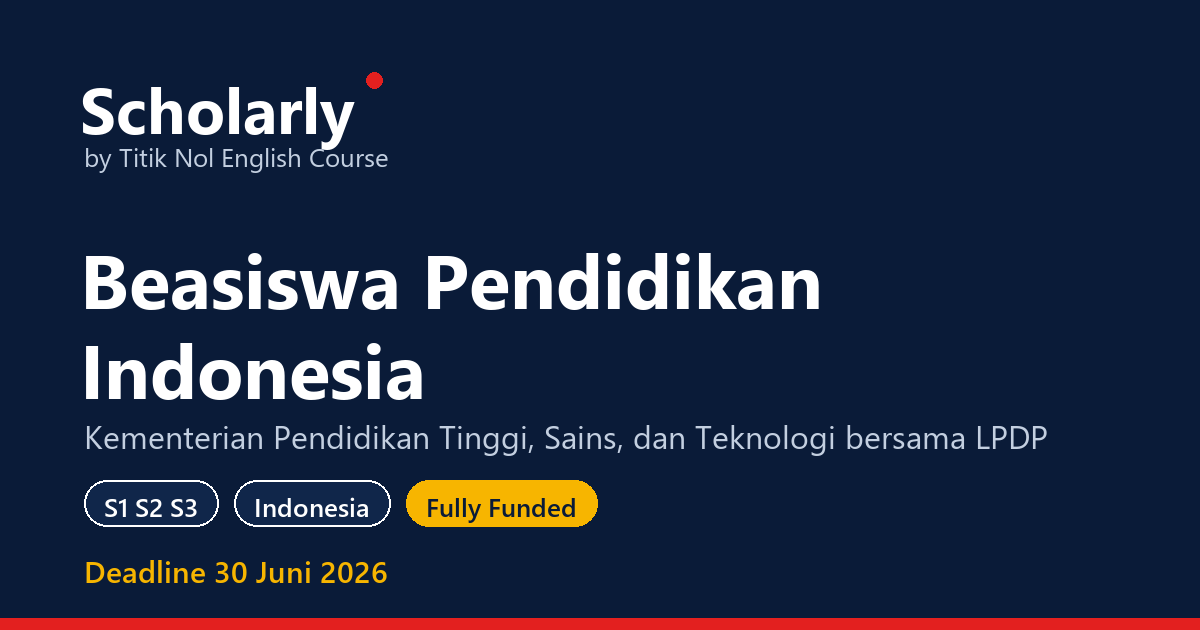 Scholarly
by Titik Nol English Course
Beasiswa Pendidikan
Indonesia
Kementerian Pendidikan Tinggi, Sains, dan Teknologi bersama LPDP
S1 S2 S3
Indonesia
Fully Funded
Deadline 30 Juni 2026